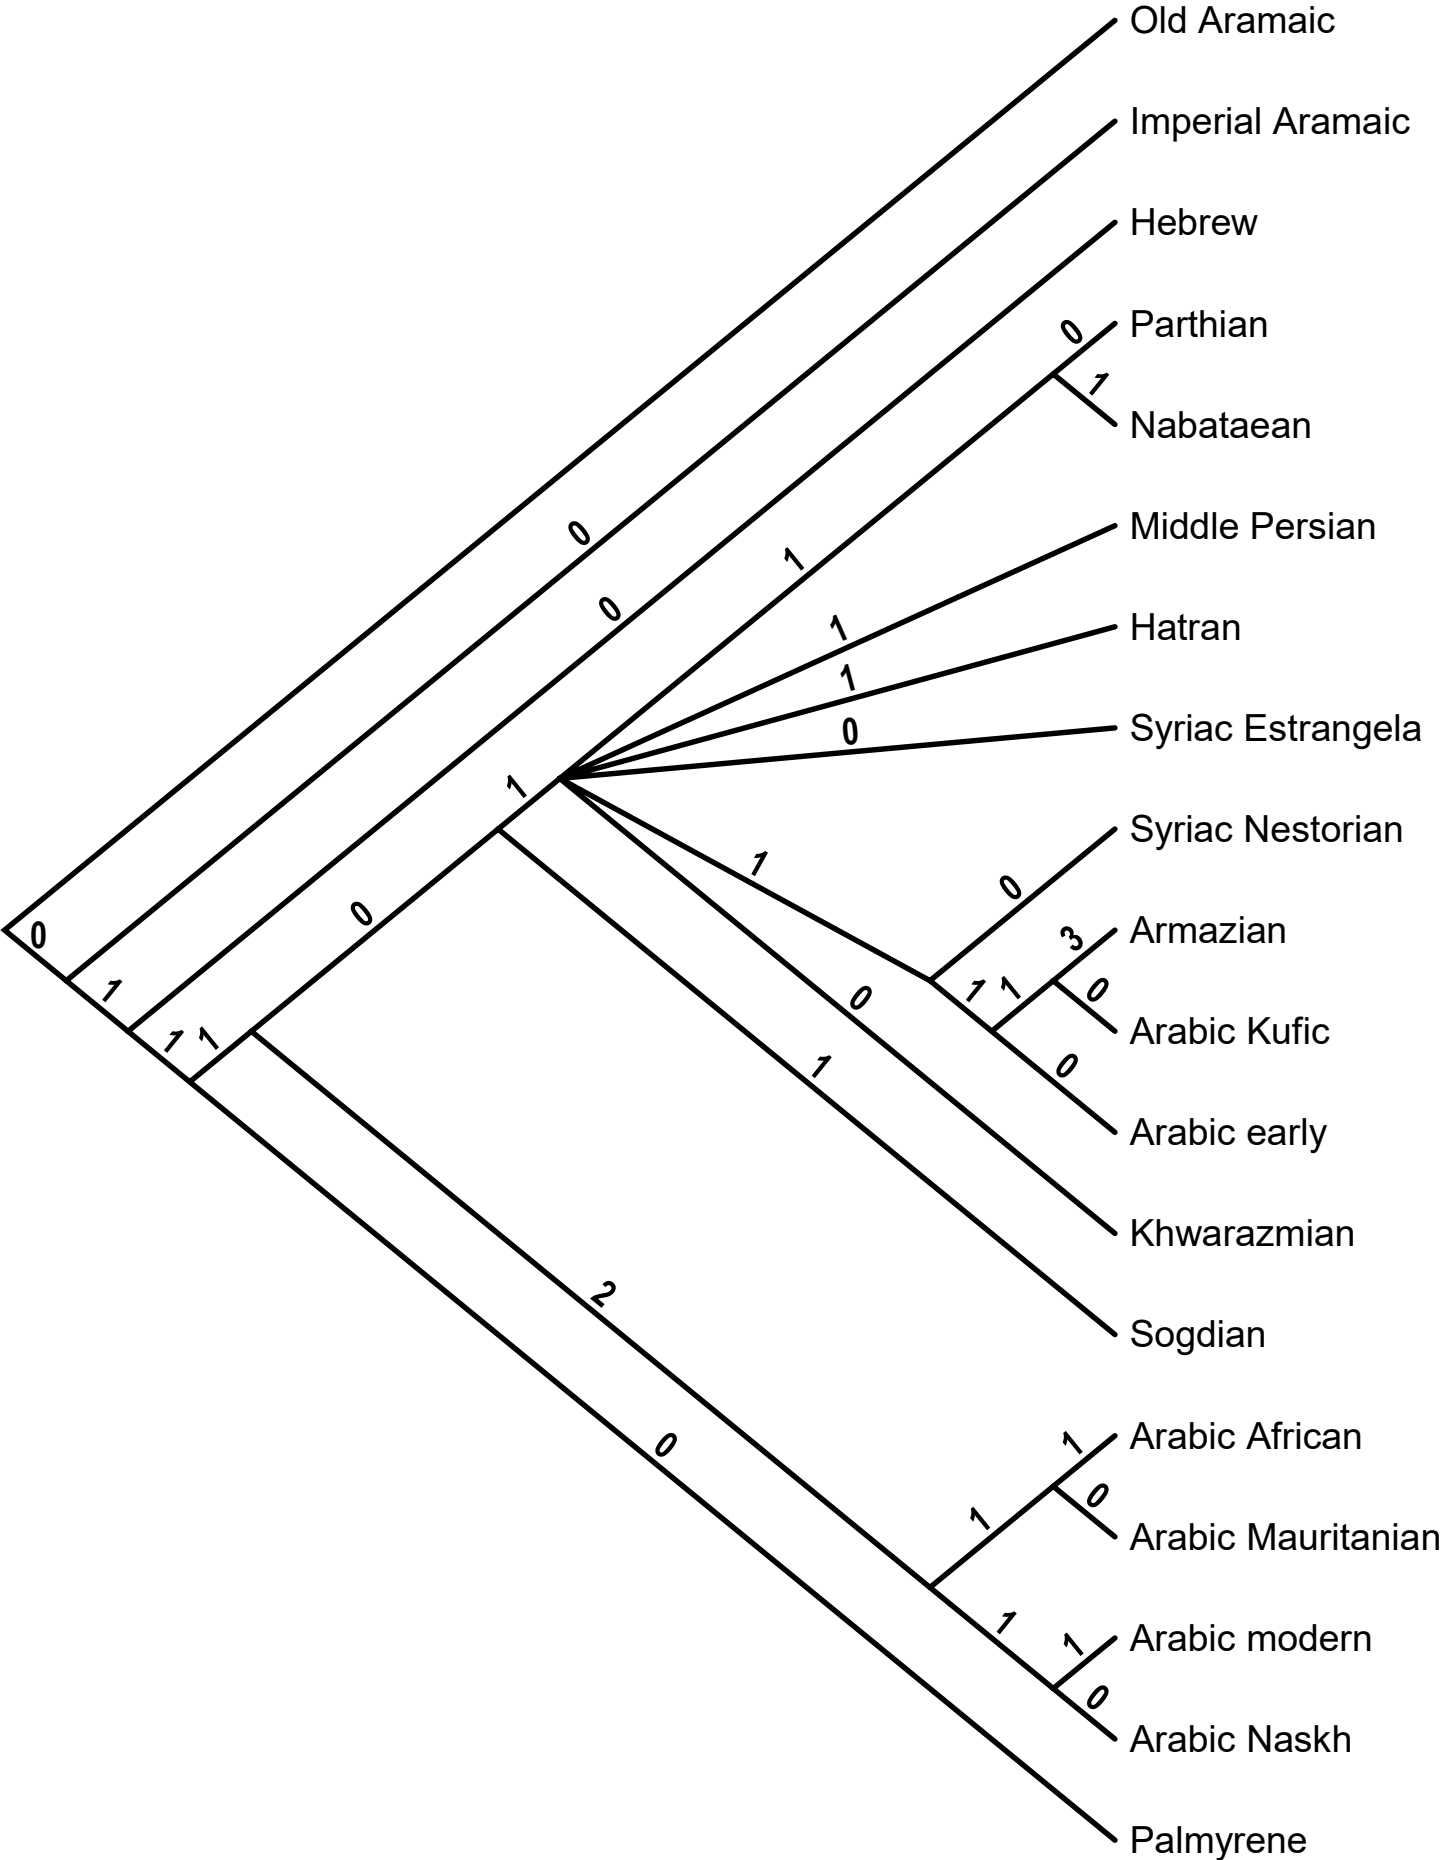 Old Aramaic
Imperial Aramaic
Hebrew
0 Parthian
1
Nabataean
Middle Persian
0
1
0
1 Hatran
1
0 Syriac Estrangela
1
Syriac Nestorian
1
0
0
0 3 Armazian
1 1 1 0
0
Arabic Kufic
1 1
1 0
Arabic early
Khwarazmian
2
Sogdian
1 Arabic African
0
0
1
Arabic Mauritanian
1 1 Arabic modern
0
Arabic Naskh
Palmyrene